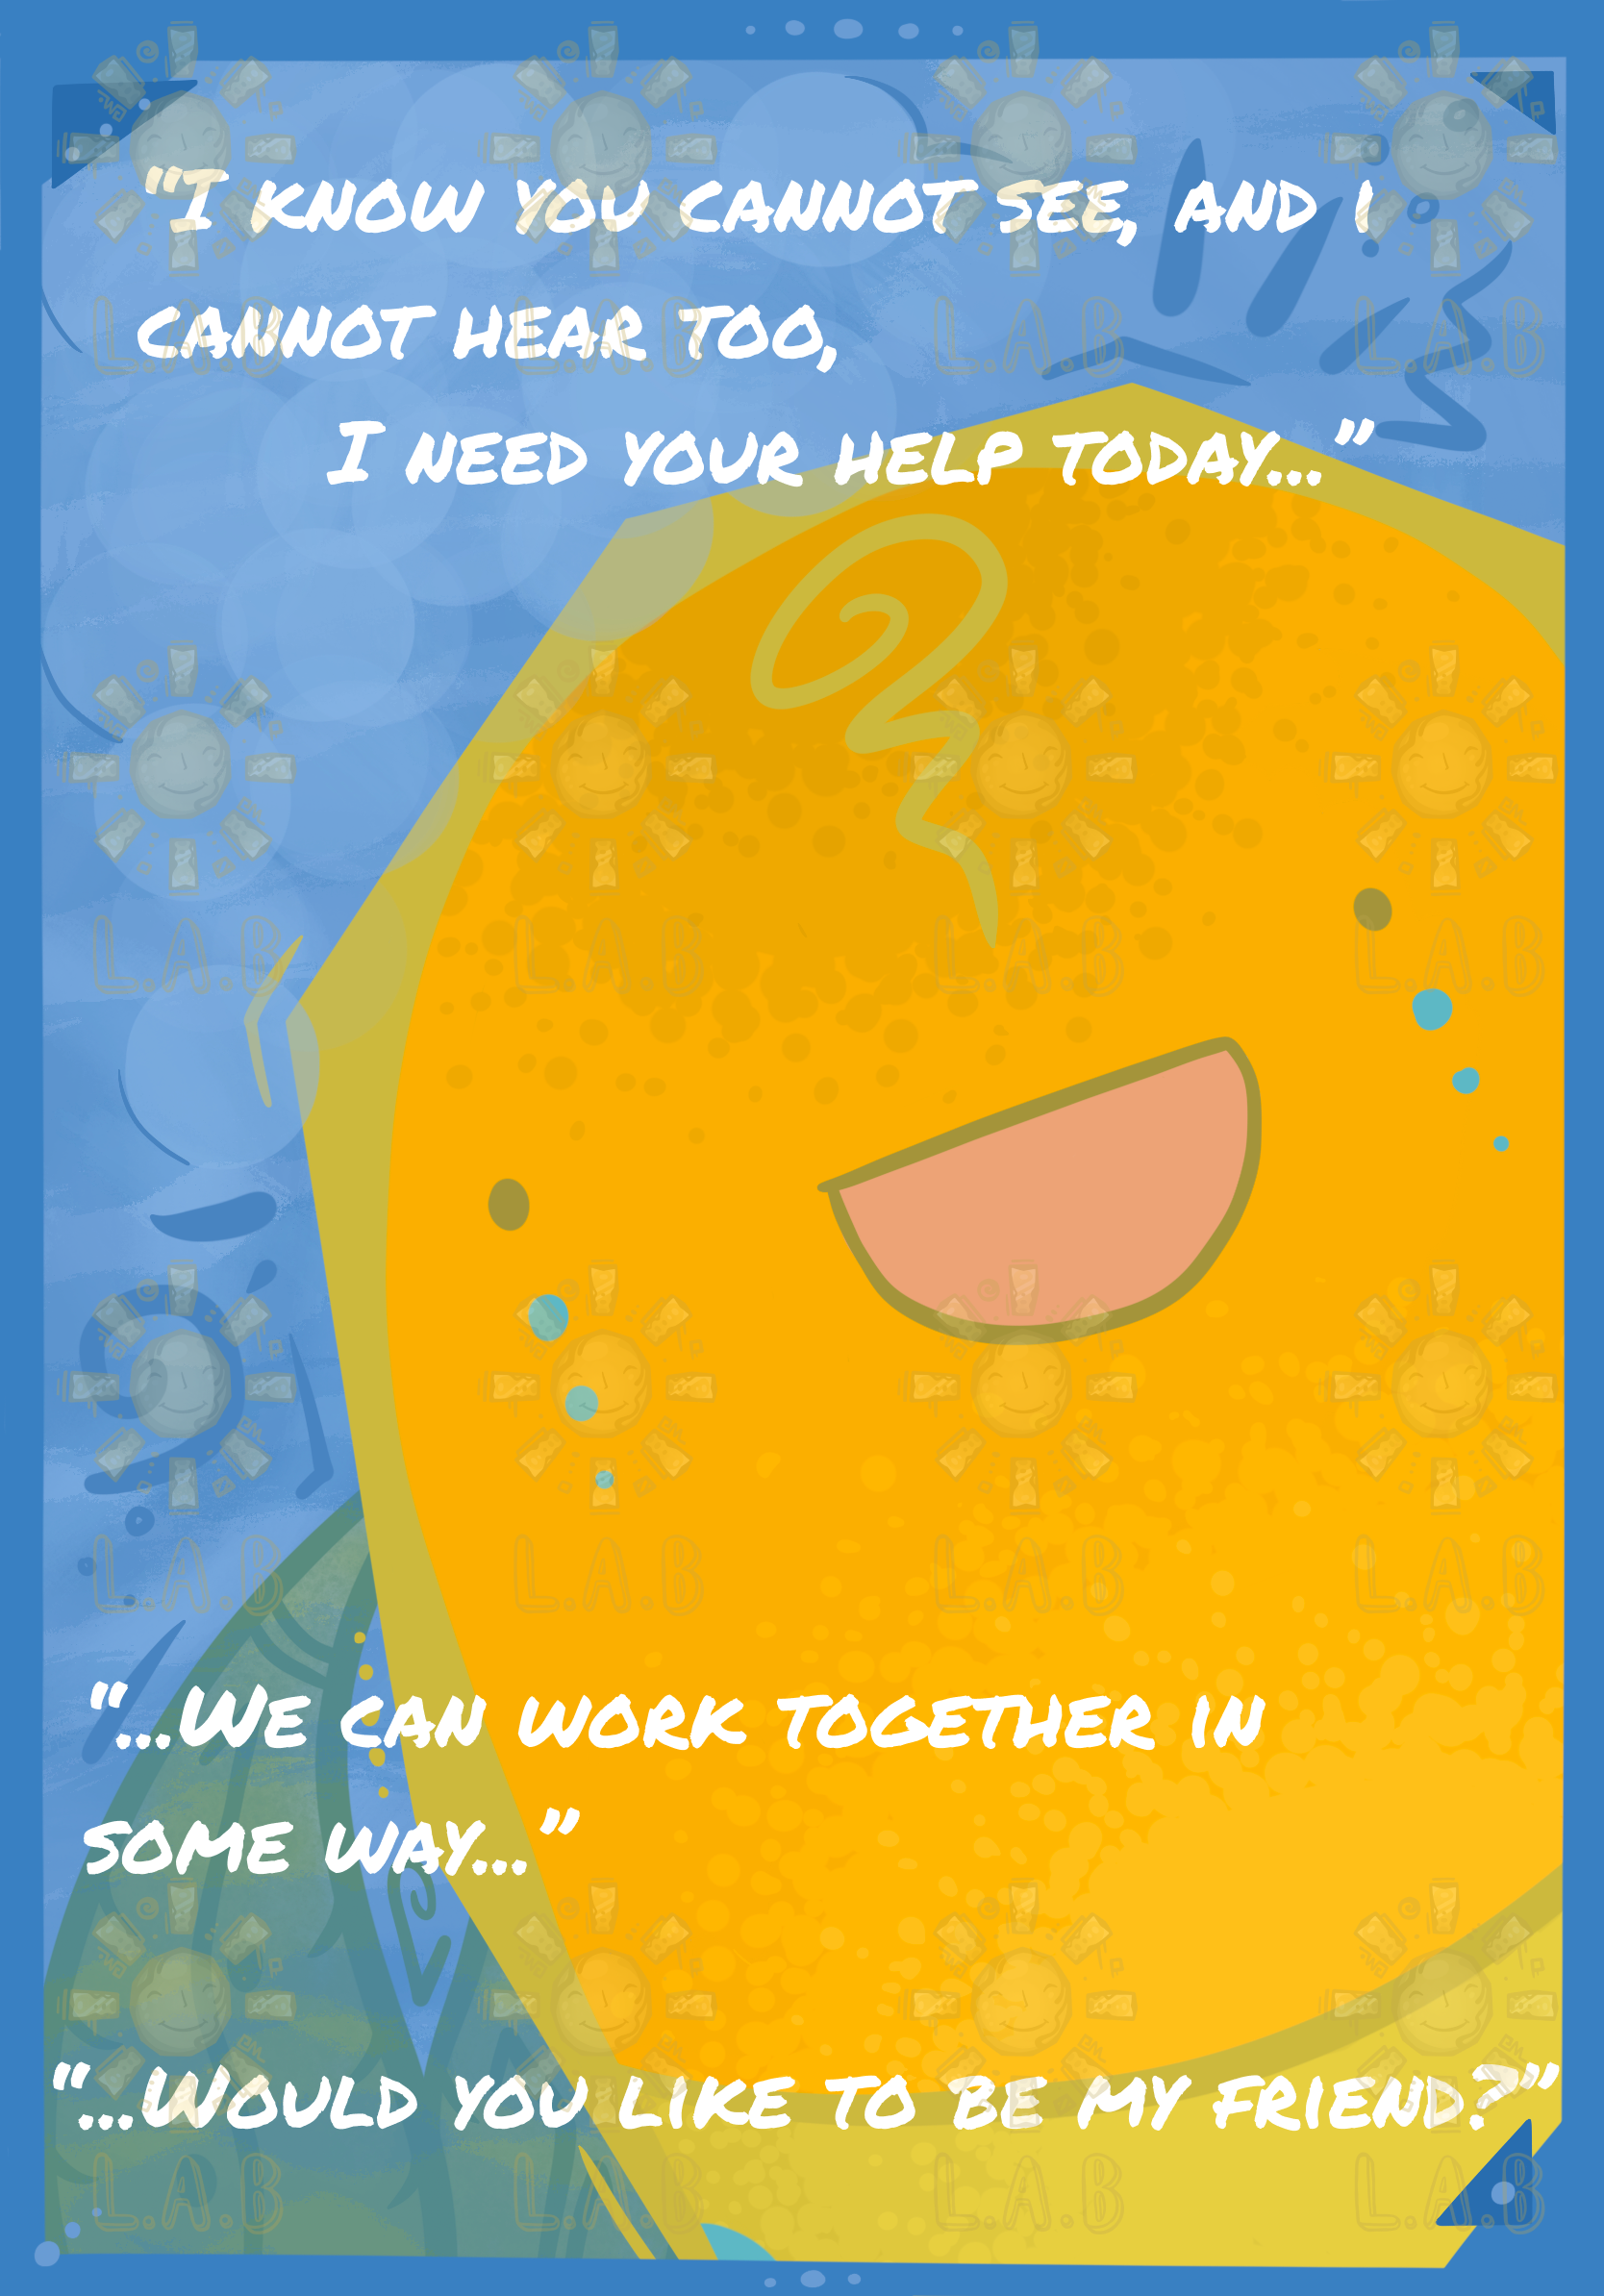 "I know you cannot see, and I
cannot hear too,
I need your help today..."
"...We can work together in
some way..."
"...Would you like to be my friend?"
L.A.B L.A.B L.A.B L.A.B
L.A.B L.A.B L.A.B L.A.B
L.A.B L.A.B L.A.B L.A.B
L.A.B L.A.B L.A.B L.A.B